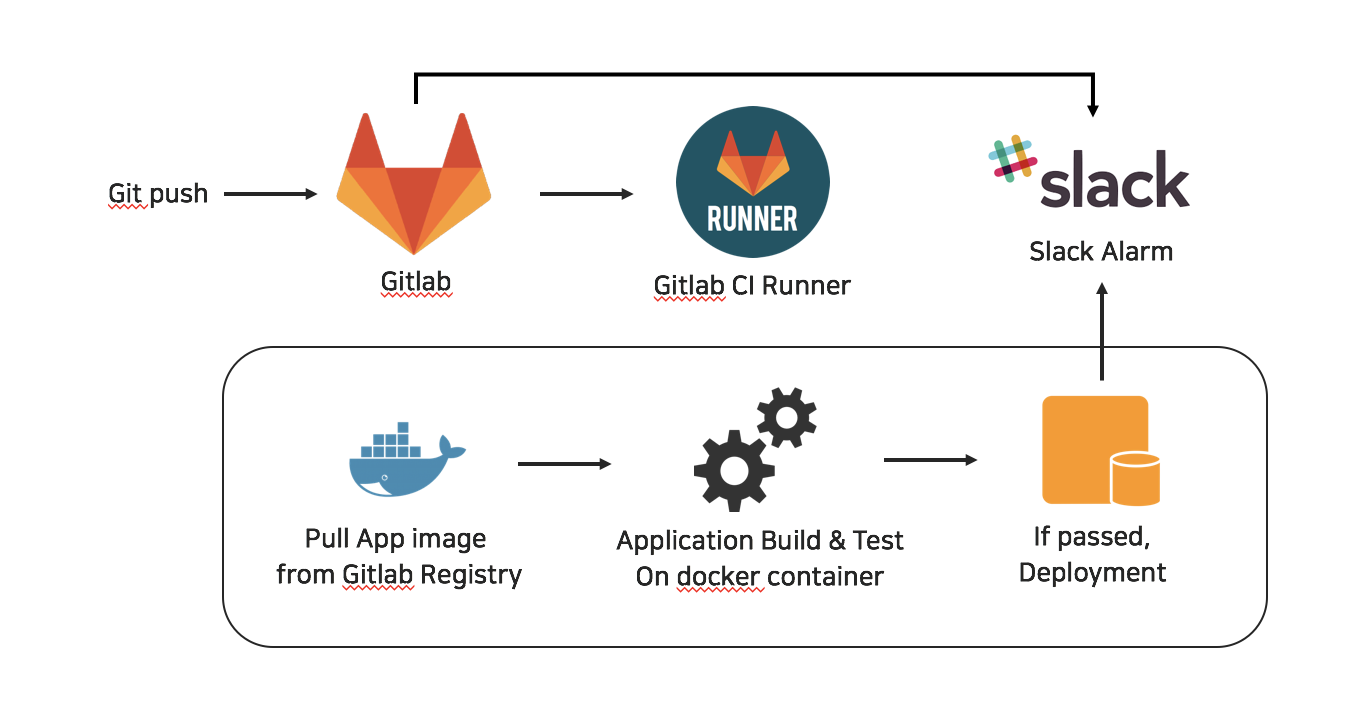 Git push
Gitlab
RUNNER
Gitlab CI Runner
slack
Slack Alarm
Pull App image
from Gitlab Registry
Application Build & Test
On docker container
If passed,
Deployment